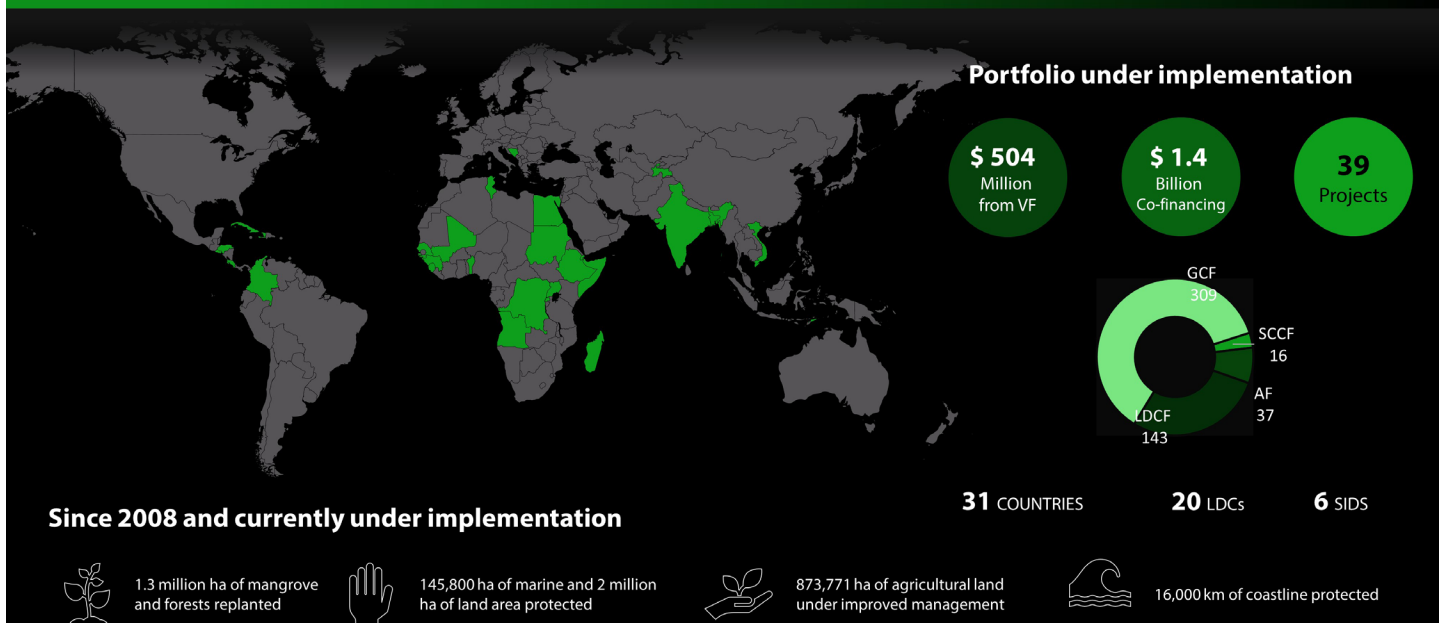 Portfolio under implementation
$ 504
Million
from VF
$ 1.4
Billion
Co-financing
39
Projects
GCF
309
SCCF
16
AF
37
LDCF
143
31 COUNTRIES
20 LDCs
6 SIDS
Since 2008 and currently under implementation
1.3 million ha of mangrove
and forests replanted
145,800 ha of marine and 2 million
ha of land area protected
873,771 ha of agricultural land
under improved management
16,000 km of coastline protected